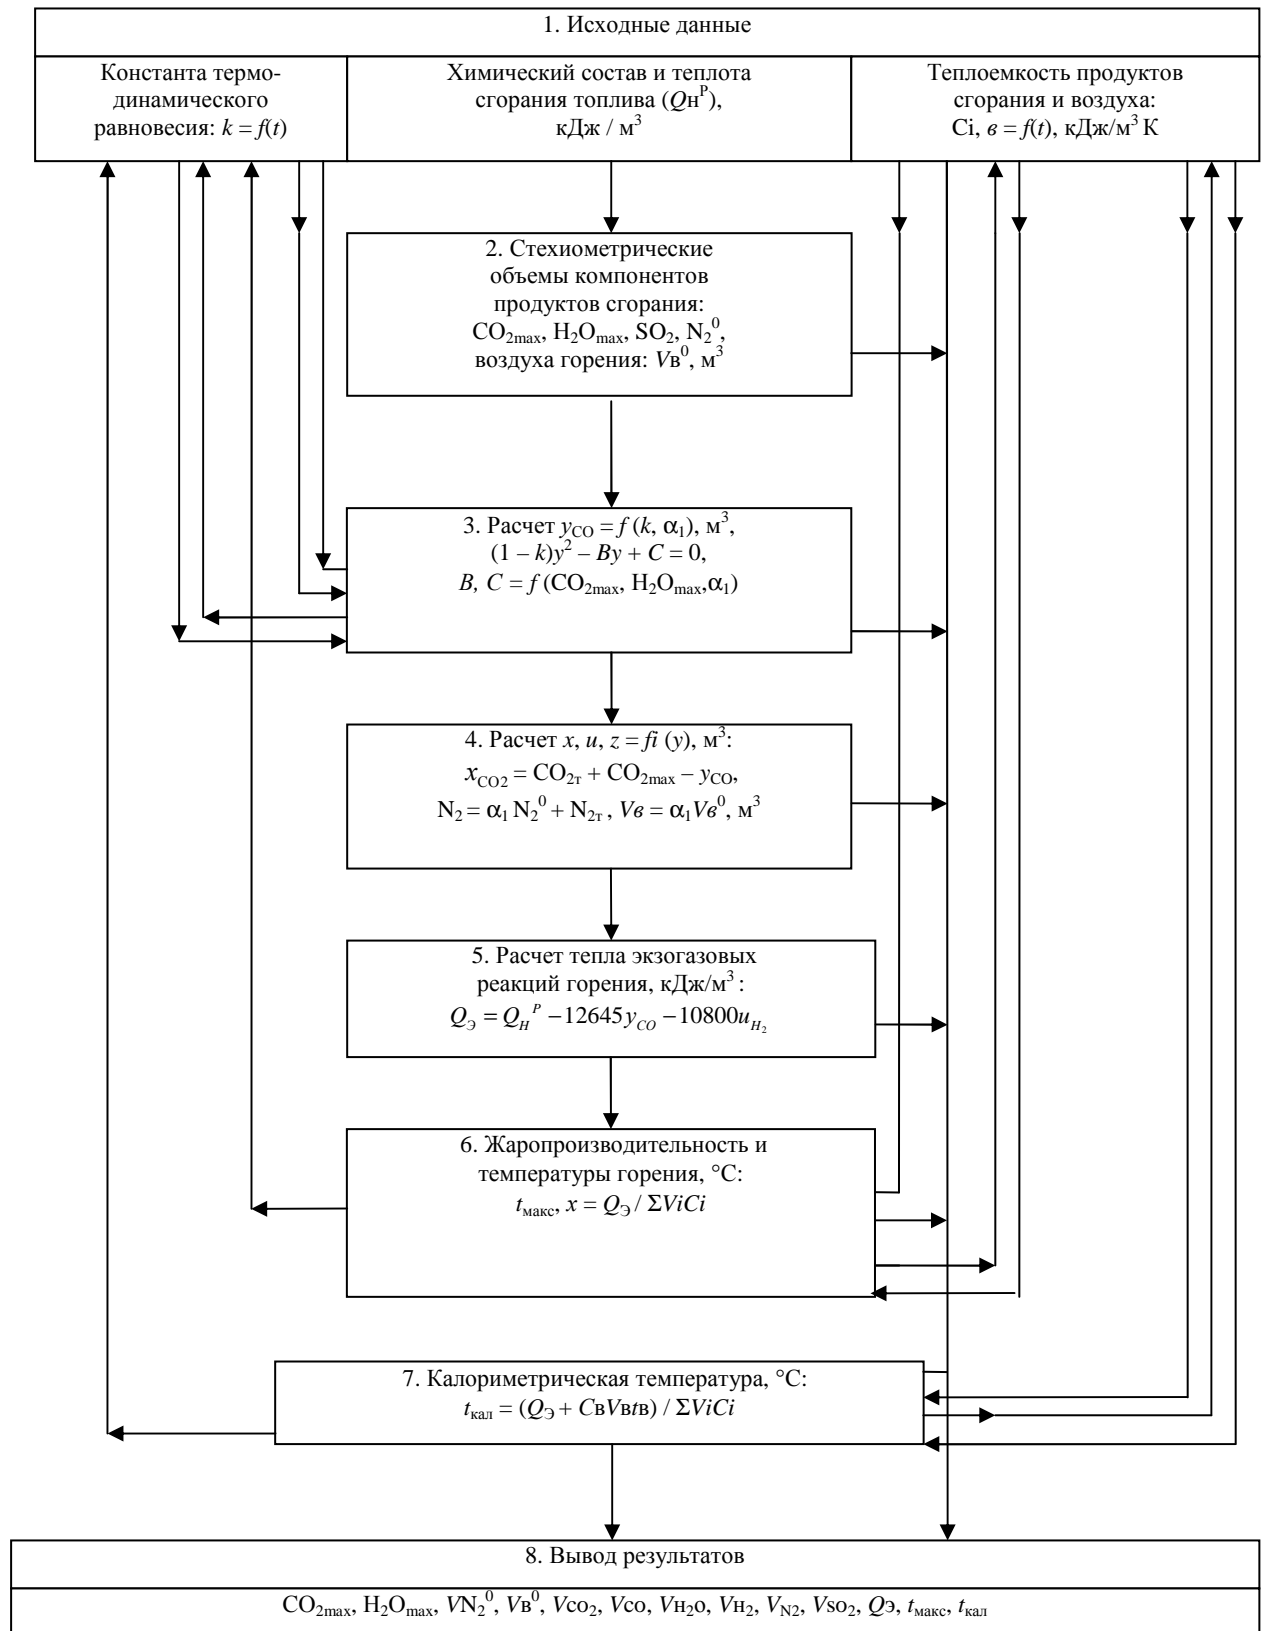 1. Исходные данные
Константа термо-
динамического
равновесия: k = f(t)
Химический состав и теплота
сгорания топлива (Qн^Р),
кДж / м³
Теплоемкость продуктов
сгорания и воздуха:
Ci, в = f(t), кДж/м³ К
2. Стехиометрические
объемы компонентов
продуктов сгорания:
CO₂max, H₂Omax, SO₂, N₂⁰,
воздуха горения: Vв⁰, м³
3. Расчет yCO = f (k, α₁), м³,
(1 – k)y² – By + C = 0,
B, C = f (CO₂max, H₂Omax,α₁)
4. Расчет x, u, z = fi (y), м³:
xCO2 = CO₂т + CO₂max – yCO,
N₂ = α₁ N₂⁰ + N₂т , Vв = α₁Vв⁰, м³
5. Расчет тепла экзогазовых
реакций горения, кДж/м³ :
QЭ = QН^Р −12645yCO −10800uH₂
6. Жаропроизводительность и
температуры горения, °С:
tмакс, x = QЭ / ΣViCi
7. Калориметрическая температура, °С:
tкал = (QЭ + CвVвtв) / ΣViCi
8. Вывод результатов
CO₂max, H₂Omax, VN₂⁰, Vв⁰, Vco₂, Vco, Vн₂o, Vн₂, VN2, Vso₂, Qэ, tмакс, tкал